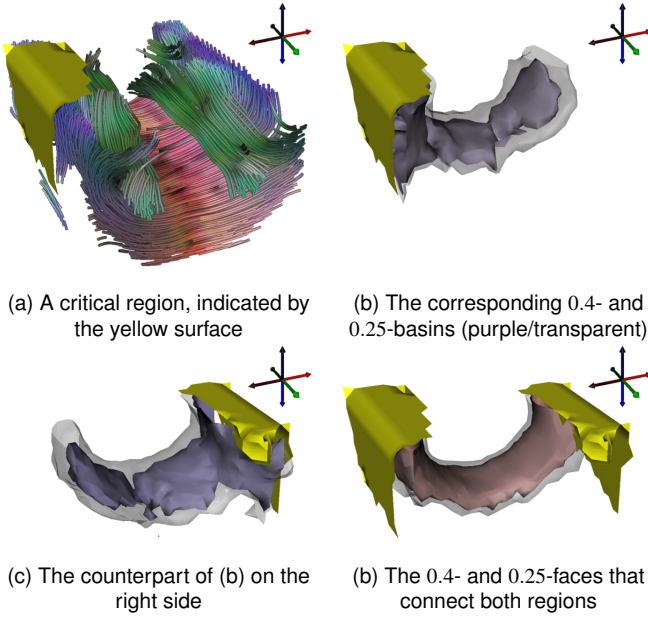 (a) A critical region, indicated by
the yellow surface
(b) The corresponding 0.4- and
0.25-basins (purple/transparent)
(c) The counterpart of (b) on the
right side
(b) The 0.4- and 0.25-faces that
connect both regions